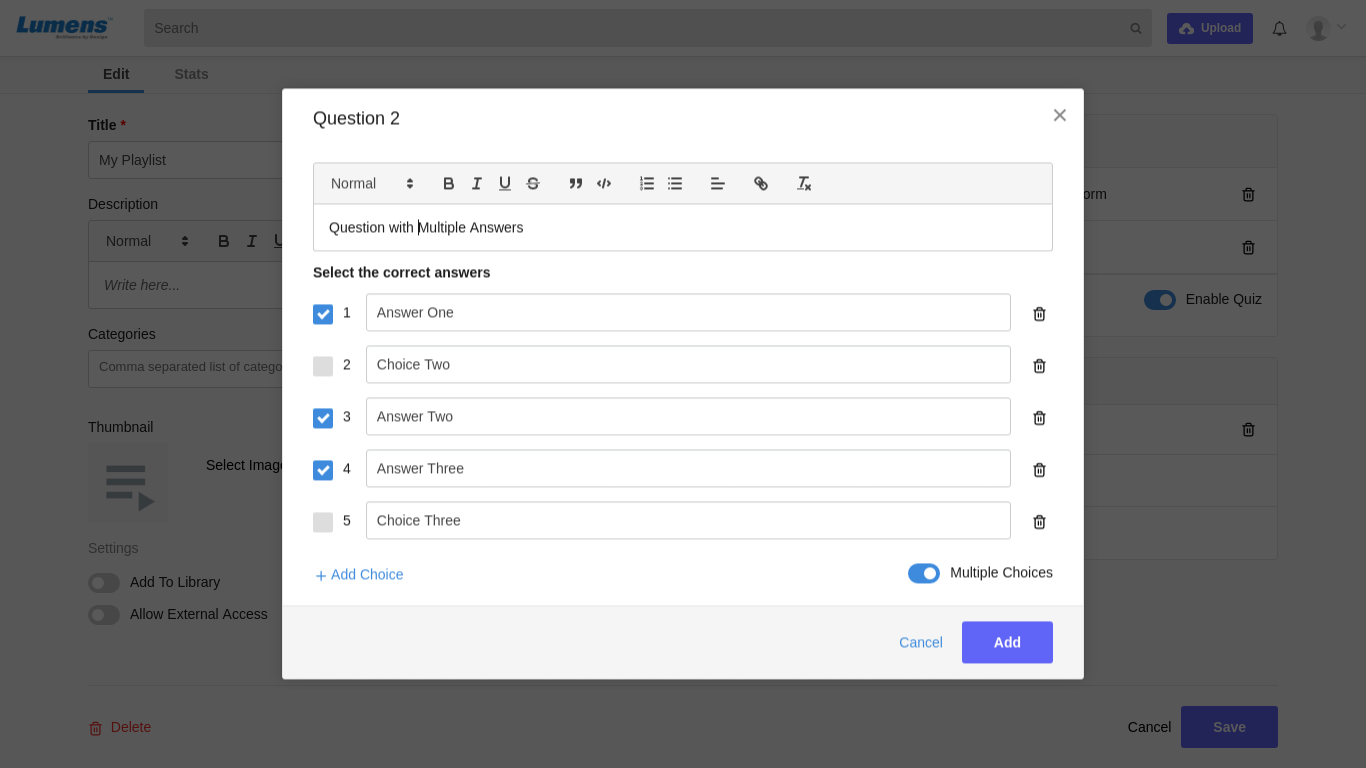 Lumens
Search
Upload
Edit
Stats
Title *
My Playlist
Description
Normal
Write here...
Categories
Comma separated list of catego
Thumbnail
Select Image
Settings
Add To Library
Allow External Access
Delete
Enable Quiz
Cancel
Save
Question 2
Normal
Question with Multiple Answers
Select the correct answers
1 Answer One
2 Choice Two
3 Answer Two
4 Answer Three
5 Choice Three
+ Add Choice
Multiple Choices
Cancel
Add